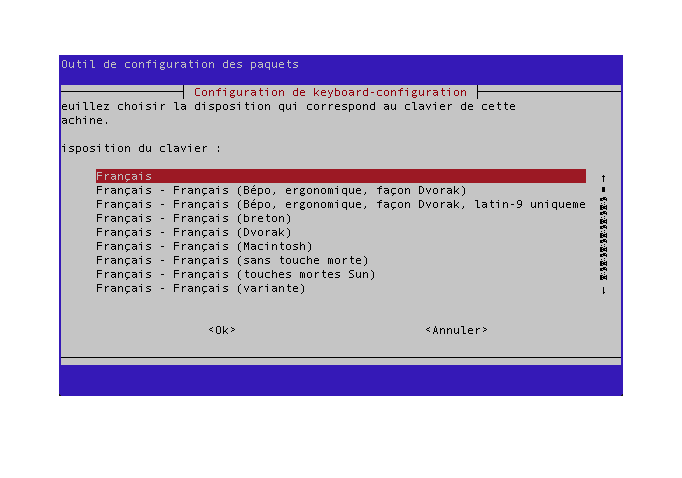 Outil de configuration des paquets
Configuration de keyboard-configuration
euillez choisir la disposition qui correspond au clavier de cette
achine.
isposition du clavier :
Français
Français - Français (Bépo, ergonomique, façon Dvorak)
Français - Français (Bépo, ergonomique, façon Dvorak, latin-9 uniqueme
Français - Français (breton)
Français - Français (Dvorak)
Français - Français (Macintosh)
Français - Français (sans touche morte)
Français - Français (touches mortes Sun)
Français - Français (variante)
<Ok> <Annuler>